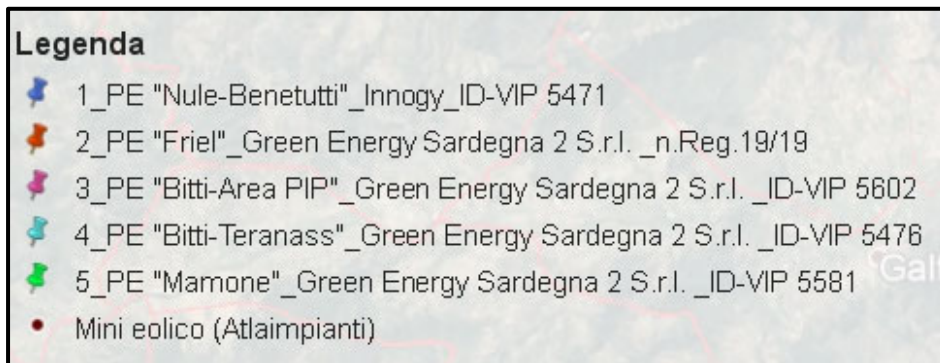 Legenda
1_PE "Nule-Benetutti"_Innogy_ID-VIP 5471
2_PE "Friel"_Green Energy Sardegna 2 S.r.l. _n.Reg.19/19
3_PE "Bitti-Area PIP"_Green Energy Sardegna 2 S.r.l. _ID-VIP 5602
4_PE "Bitti-Teranass"_Green Energy Sardegna 2 S.r.l. _ID-VIP 5476
5_PE "Mamone"_Green Energy Sardegna 2 S.r.l. _ID-VIP 5581
Mini eolico (Atlaimpianti)